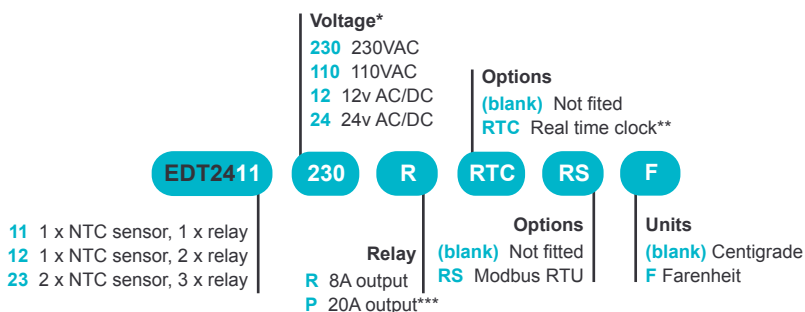 Voltage*
230 230VAC
110 110VAC
12 12v AC/DC
24 24v AC/DC
Options
(blank) Not fited
RTC Real time clock**
EDT2411 230 R RTC RS F
11 1 x NTC sensor, 1 x relay
12 1 x NTC sensor, 2 x relay
23 2 x NTC sensor, 3 x relay
Relay
R 8A output
P 20A output***
Options
(blank) Not fitted
RS Modbus RTU
Units
(blank) Centigrade
F Farenheit